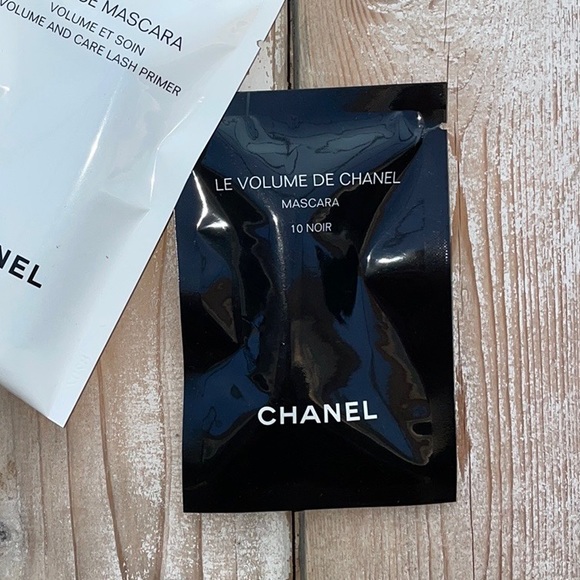 MASCARA
VOLUME ET SOIN
VOLUME AND CARE LASH PRIMER
NEL
LE VOLUME DE CHANEL
MASCARA
10 NOIR
CHANEL